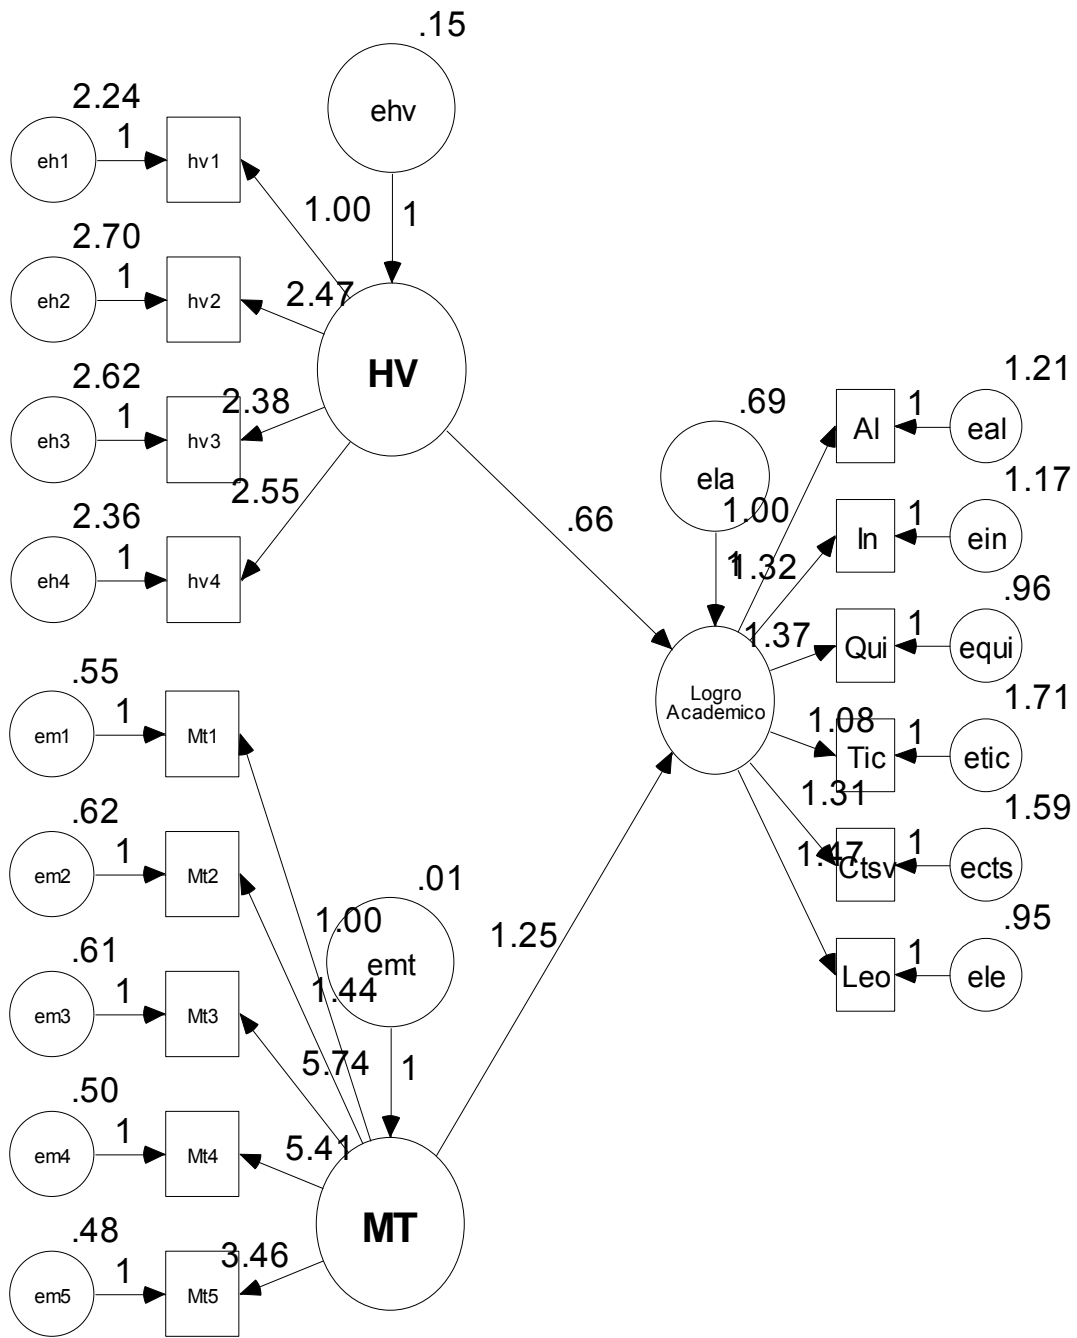 .15
ehv
1
2.24
eh1
1
hv1
1.00
2.70
eh2
1
hv2
2.47
HV
2.62
eh3
1
hv3
2.38
2.36
eh4
1
hv4
2.55
.66
.69
ela
1
Logro
Academico
1.00
Al
1
eal
1.21
1.32
In
1
ein
1.17
1.37
Qui
1
equi
.96
1.08
Tic
1
etic
1.71
1.31
Ctsv
1
ects
1.59
1.47
Leo
1
ele
.95
.55
em1
1
Mt1
1.00
.62
em2
1
Mt2
1.44
.61
em3
1
Mt3
5.74
.50
em4
1
Mt4
5.41
.48
em5
1
Mt5
3.46
.01
emt
1
MT
1.25